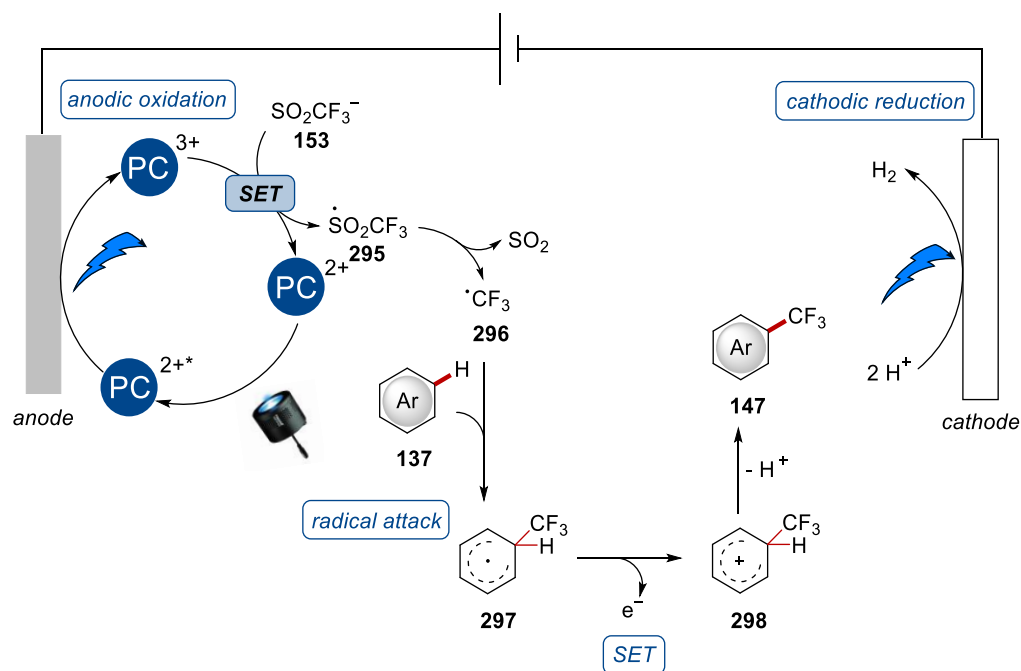 anodic oxidation
cathodic reduction
SO₂CF₃⁻
153
PC 3+
SET
ṠO₂CF₃
295
SO₂
PC 2+
˙CF₃
296
PC 2+*
anode
Ar H
137
H₂
2 H⁺
cathode
Ar CF₃
147
- H⁺
radical attack
CF₃
H
·
297
e⁻
SET
CF₃
H
+
298